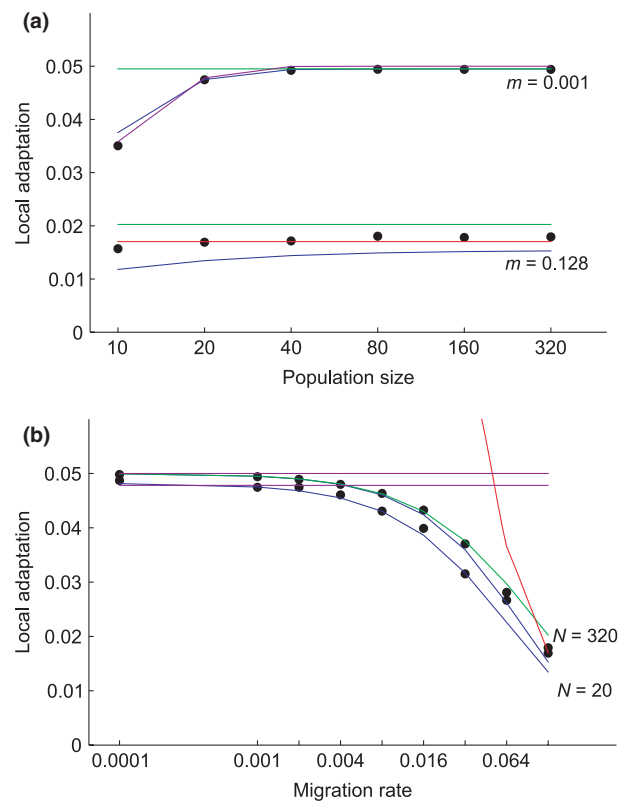 (a)
0.05
0.04
0.03
0.02
0.01
0
Local adaptation
m = 0.001
m = 0.128
10 20 40 80 160 320
Population size
(b)
0.05
0.04
0.03
0.02
0.01
0
Local adaptation
N = 320
N = 20
0.0001 0.001 0.004 0.016 0.064
Migration rate